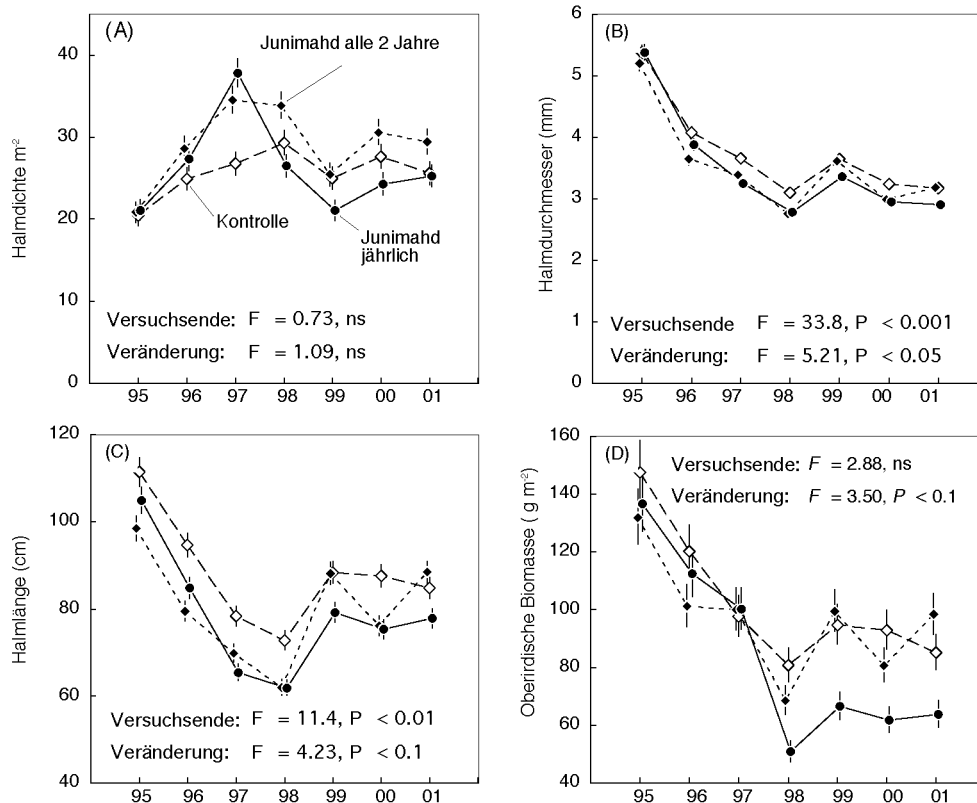 (A)
Junimahd alle 2 Jahre
Kontrolle
Junimahd
jährlich
Halmdichte m-2
40
30
20
10
0
Versuchsende: F = 0.73, ns
Veränderung: F = 1.09, ns
95 96 97 98 99 00 01
(B)
Halmdurchmesser (mm)
6
5
4
3
2
1
0
Versuchsende F = 33.8, P < 0.001
Veränderung: F = 5.21, P < 0.05
95 96 97 98 99 00 01
(C)
Halmlänge (cm)
120
100
80
60
40
Versuchsende: F = 11.4, P < 0.01
Veränderung: F = 4.23, P < 0.1
95 96 97 98 99 00 01
(D)
Oberirdische Biomasse ( g m-2)
160
140
120
100
80
60
40
Versuchsende: F = 2.88, ns
Veränderung: F = 3.50, P < 0.1
95 96 97 98 99 00 01